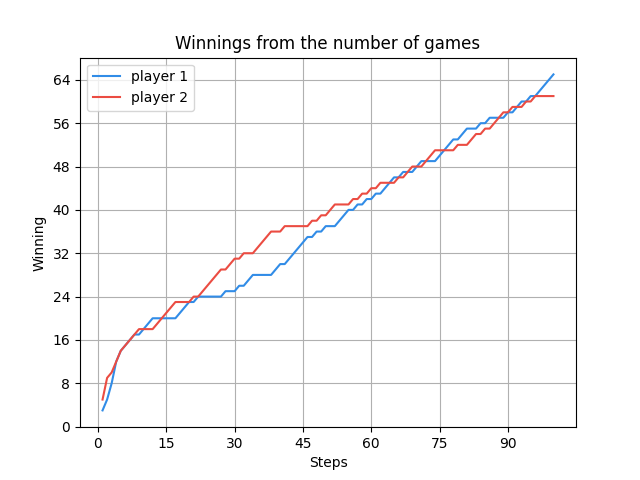 Winnings from the number of games
player 1
player 2
Winning
64
56
48
40
32
24
16
8
0
0 15 30 45 60 75 90
Steps